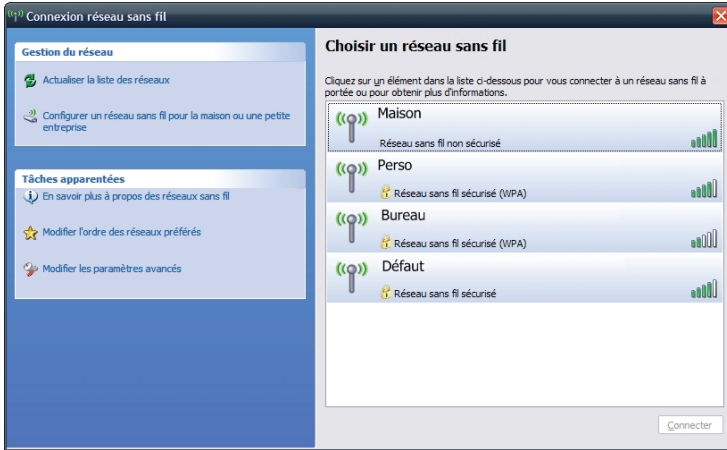 Connexion réseau sans fil
Gestion du réseau
Actualiser la liste des réseaux
Configurer un réseau sans fil pour la maison ou une petite
entreprise
Tâches apparentées
En savoir plus à propos des réseaux sans fil
Modifier l'ordre des réseaux préférés
Modifier les paramètres avancés
Choisir un réseau sans fil
Cliquez sur un élément dans la liste ci-dessous pour vous connecter à un réseau sans fil à
portée ou pour obtenir plus d'informations.
Maison
Réseau sans fil non sécurisé
Perso
Réseau sans fil sécurisé (WPA)
Bureau
Réseau sans fil sécurisé (WPA)
Défaut
Réseau sans fil sécurisé
Connecter